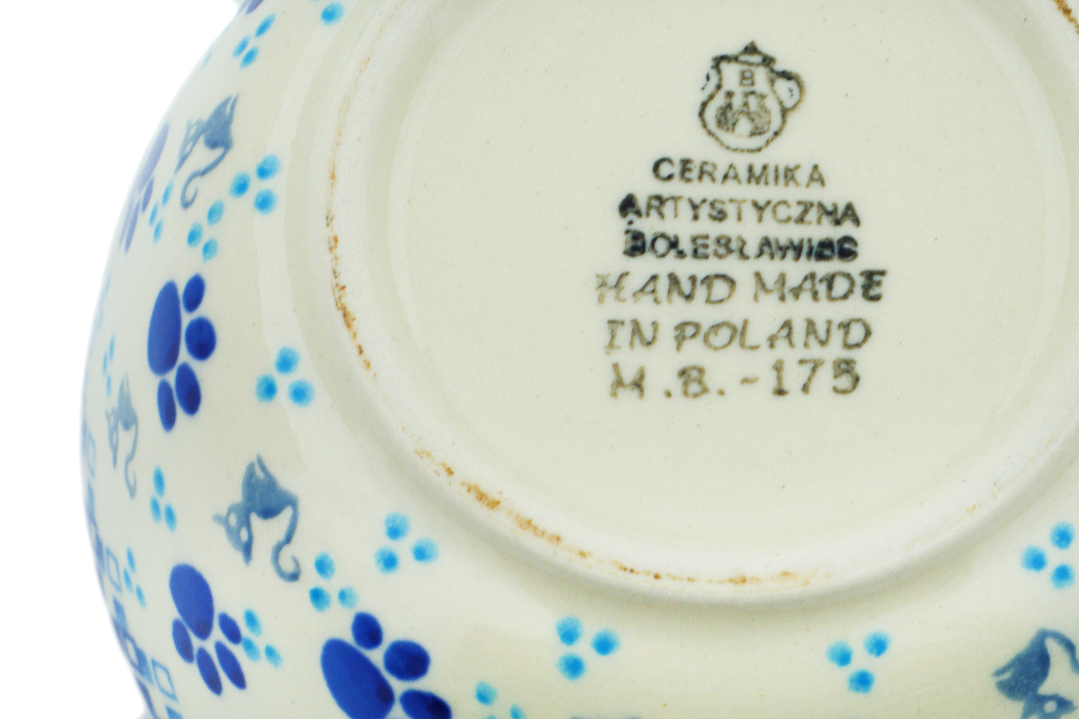 B
CERAMIKA
ARTYSTYCZNA
BOLESŁAWIEC
HAND MADE
IN POLAND
M.B.-175